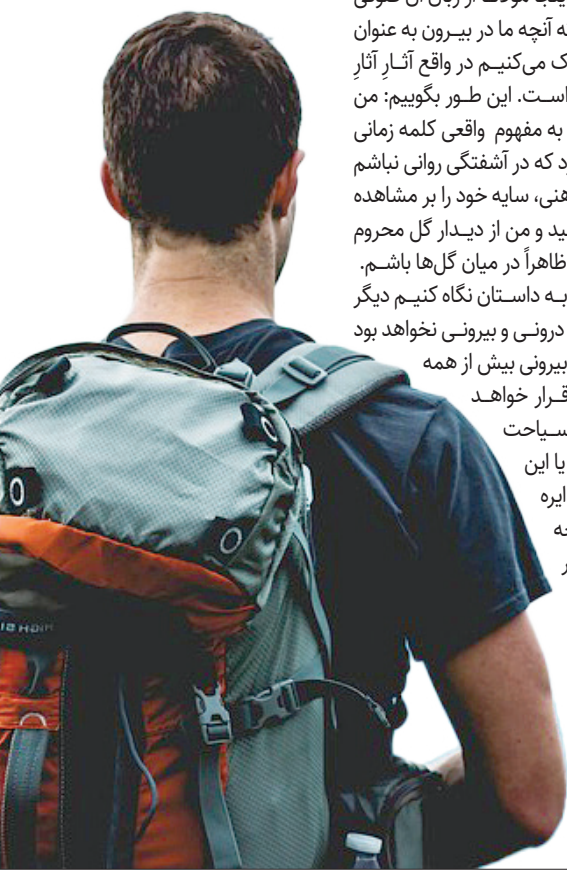 ه آنچه ما در بیـرون به عنوان
ک می‌کنیـم در واقع آثـارِ آثارِ
اسـت. این طـور بگوییم: من
به مفهوم واقعی کلمه زمانی
رد که در آشفتگی روانی نباشم
هنی، سایه خود را بر مشاهده
ید و من از دیـدار گل محروم
ظاهراً در میان گل‌ها باشـم.
بـه داسـتان نگاه کنیـم دیگر
درونـی و بیرونـی نخواهد بود
بیرونی بیش از همه
قـرار خواهـد
سـیاحت
یا این
ایره